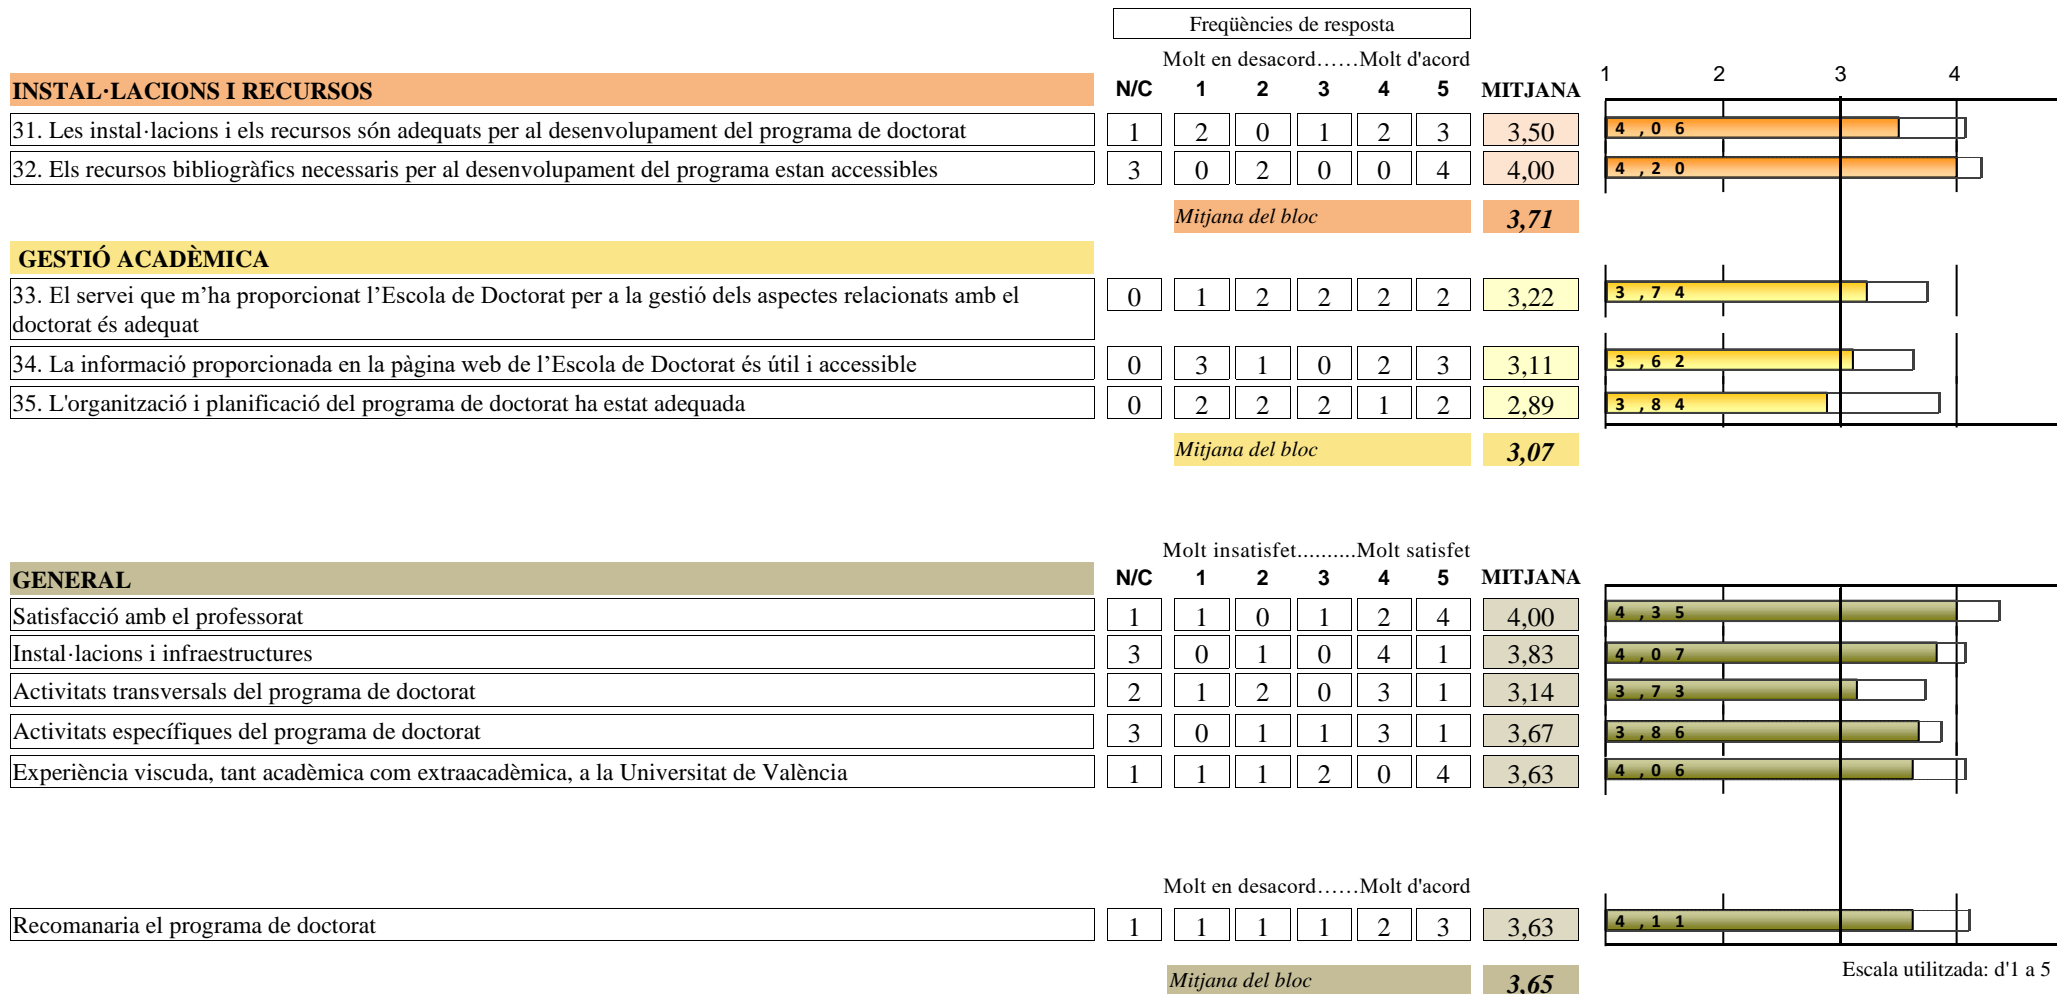 Freqüències de resposta
Molt en desacord……Molt d'acord
INSTAL·LACIONS I RECURSOS N/C 1 2 3 4 5 MITJANA 1 2 3 4
31. Les instal·lacions i els recursos són adequats per al desenvolupament del programa de doctorat 1 2 0 1 2 3 3,50 4,06
32. Els recursos bibliogràfics necessaris per al desenvolupament del programa estan accessibles 3 0 2 0 0 4 4,00 4,20
Mitjana del bloc 3,71
GESTIÓ ACADÈMICA
33. El servei que m’ha proporcionat l’Escola de Doctorat per a la gestió dels aspectes relacionats amb el
doctorat és adequat 0 1 2 2 2 2 3,22 3,74
34. La informació proporcionada en la pàgina web de l’Escola de Doctorat és útil i accessible 0 3 1 0 2 3 3,11 3,62
35. L'organització i planificació del programa de doctorat ha estat adequada 0 2 2 2 1 2 2,89 3,84
Mitjana del bloc 3,07
Molt insatisfet..........Molt satisfet
GENERAL N/C 1 2 3 4 5 MITJANA
Satisfacció amb el professorat 1 1 0 1 2 4 4,00 4,35
Instal·lacions i infraestructures 3 0 1 0 4 1 3,83 4,07
Activitats transversals del programa de doctorat 2 1 2 0 3 1 3,14 3,73
Activitats específiques del programa de doctorat 3 0 1 1 3 1 3,67 3,86
Experiència viscuda, tant acadèmica com extraacadèmica, a la Universitat de València 1 1 1 2 0 4 3,63 4,06
Molt en desacord……Molt d'acord
Recomanaria el programa de doctorat 1 1 1 1 2 3 3,63 4,11
Escala utilitzada: d'1 a 5
Mitjana del bloc 3,65